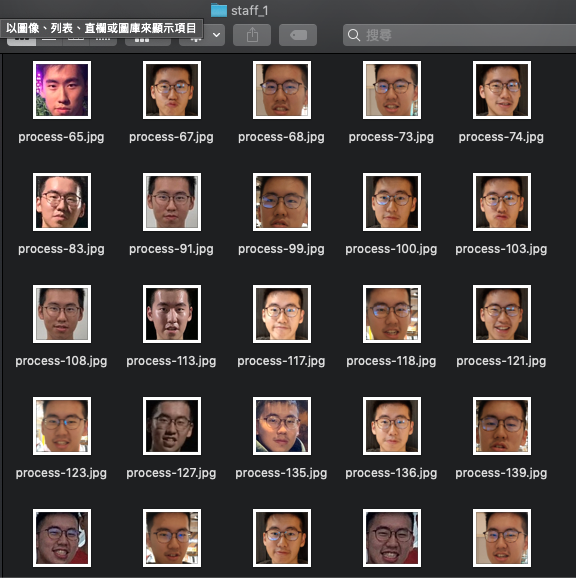 staff_1
以圖像、列表、直欄或圖庫來顯示項目
搜尋
process-65.jpg
process-67.jpg
process-68.jpg
process-73.jpg
process-74.jpg
process-83.jpg
process-91.jpg
process-99.jpg
process-100.jpg
process-103.jpg
process-108.jpg
process-113.jpg
process-117.jpg
process-118.jpg
process-121.jpg
process-123.jpg
process-127.jpg
process-135.jpg
process-136.jpg
process-139.jpg